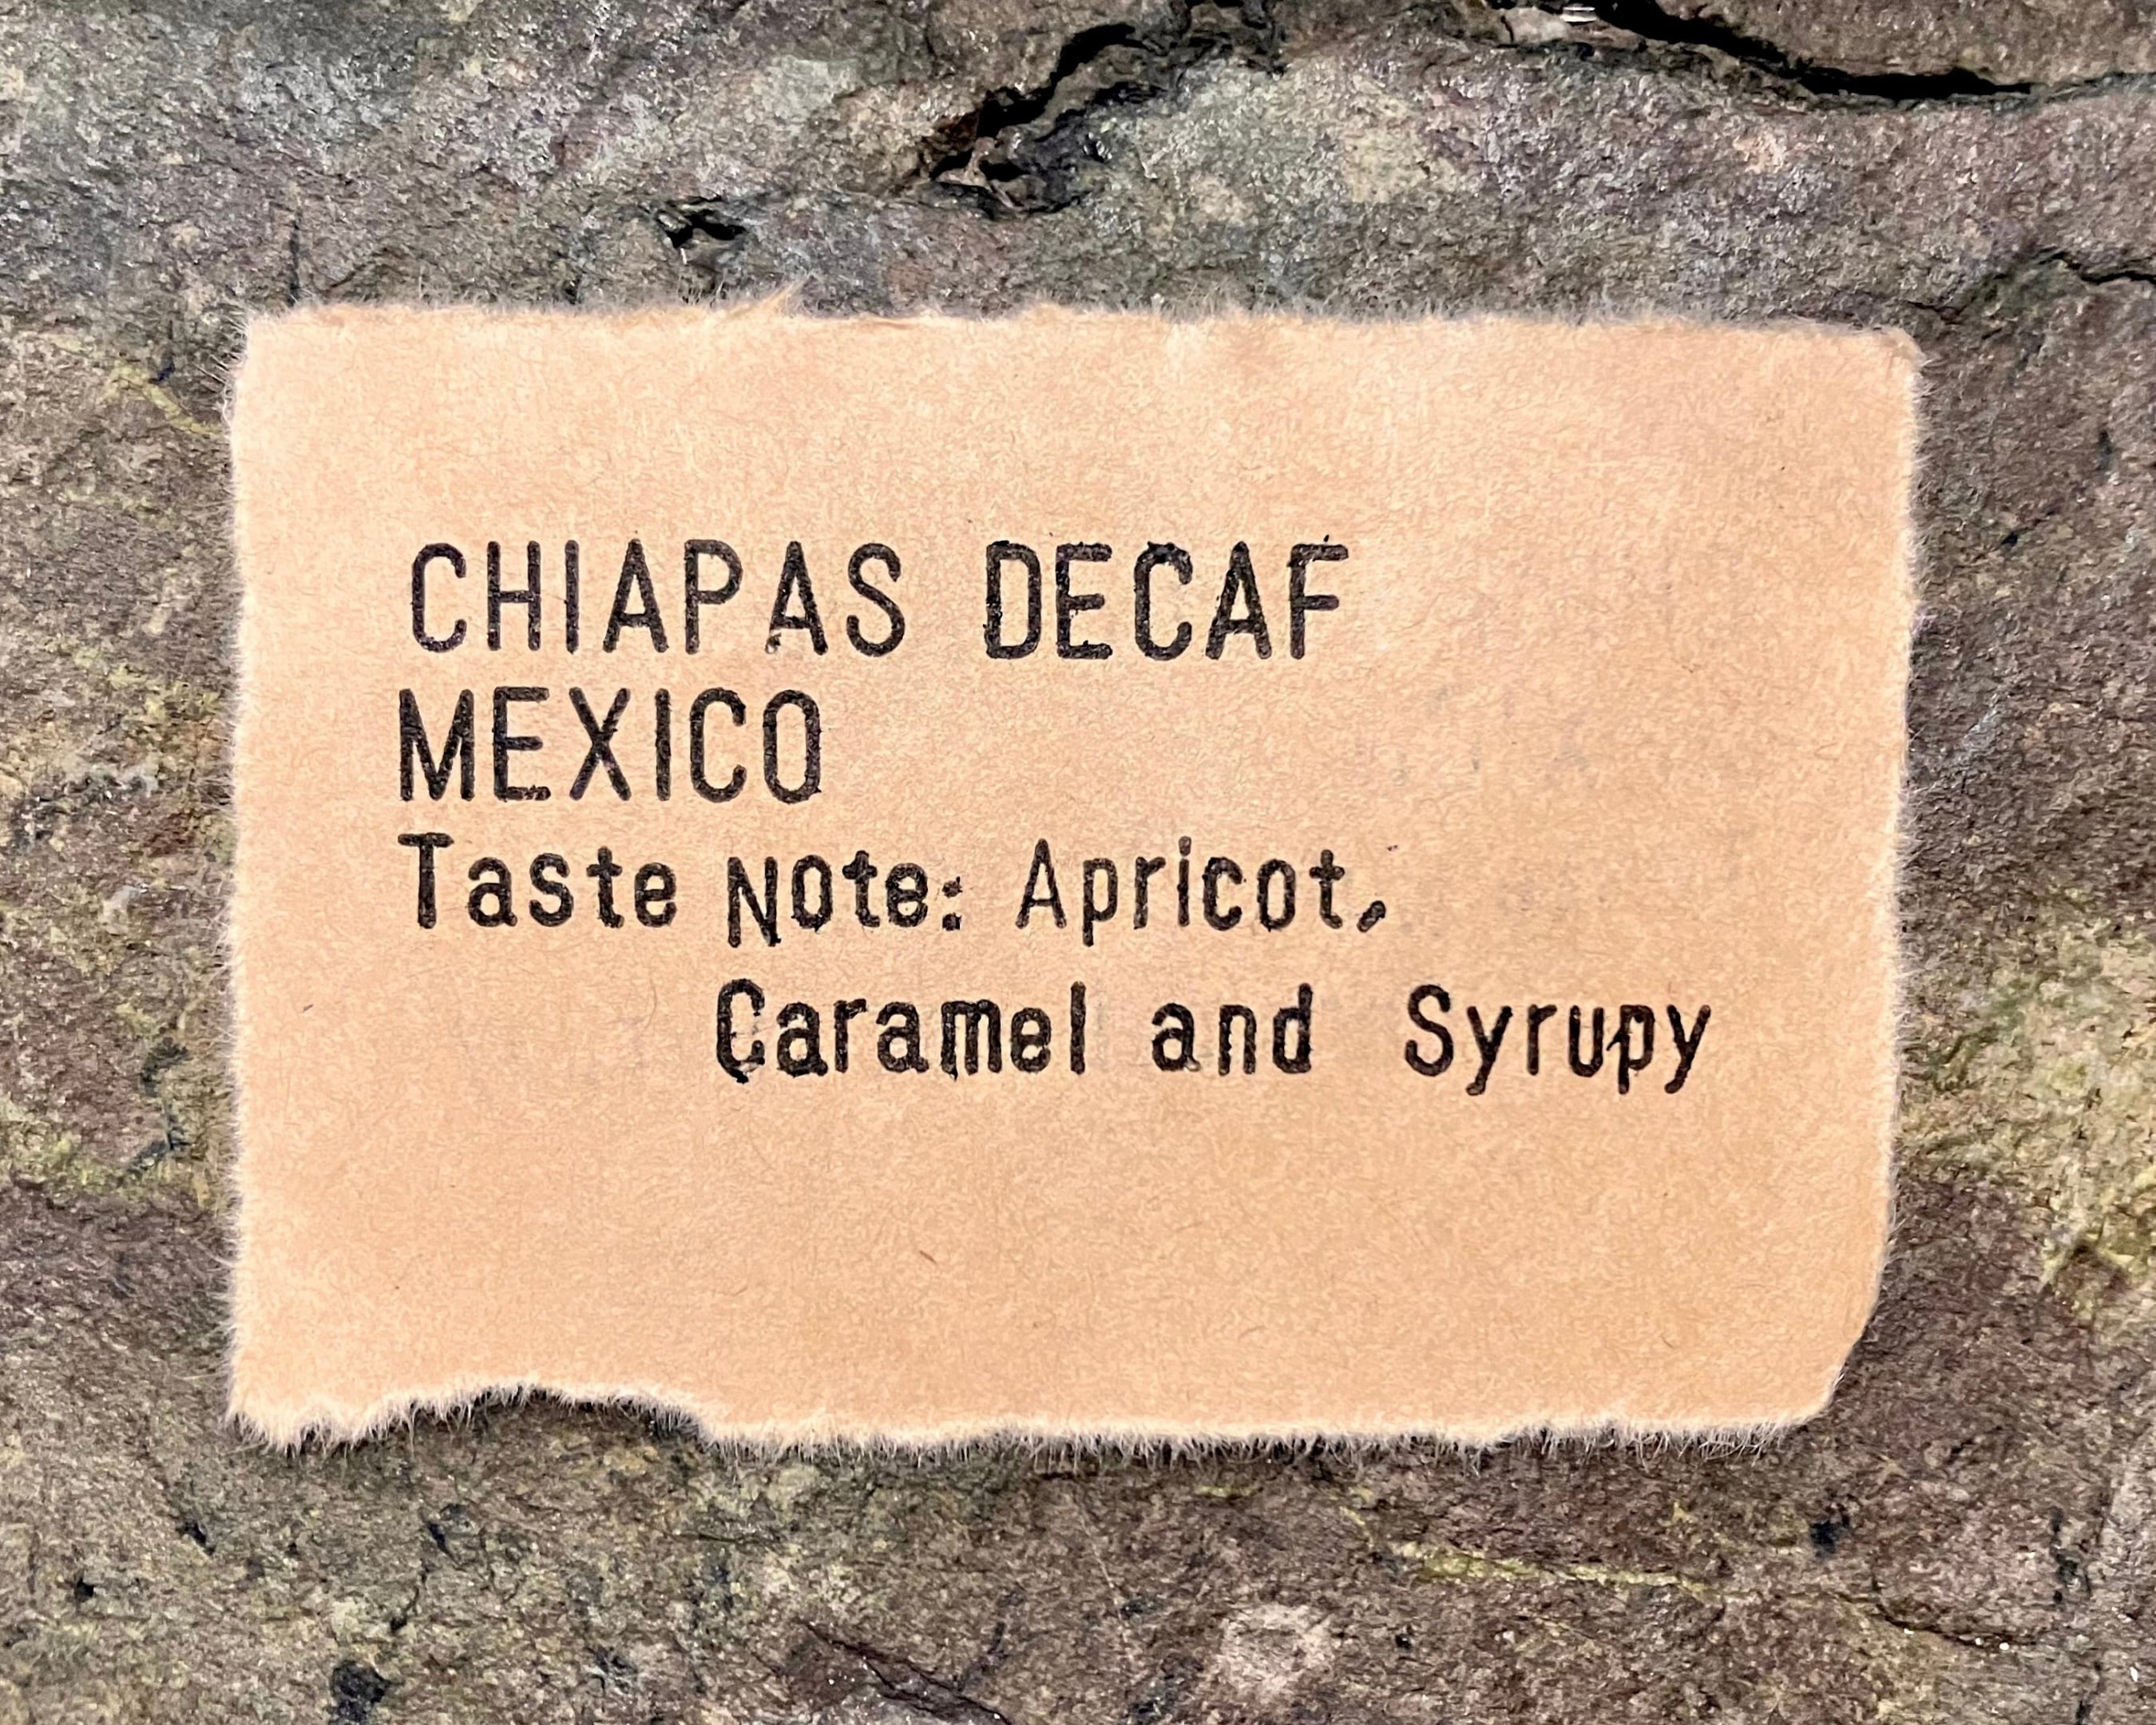 CHIAPAS DECAF
MEXICO
Taste Note: Apricot,
Caramel and Syrupy